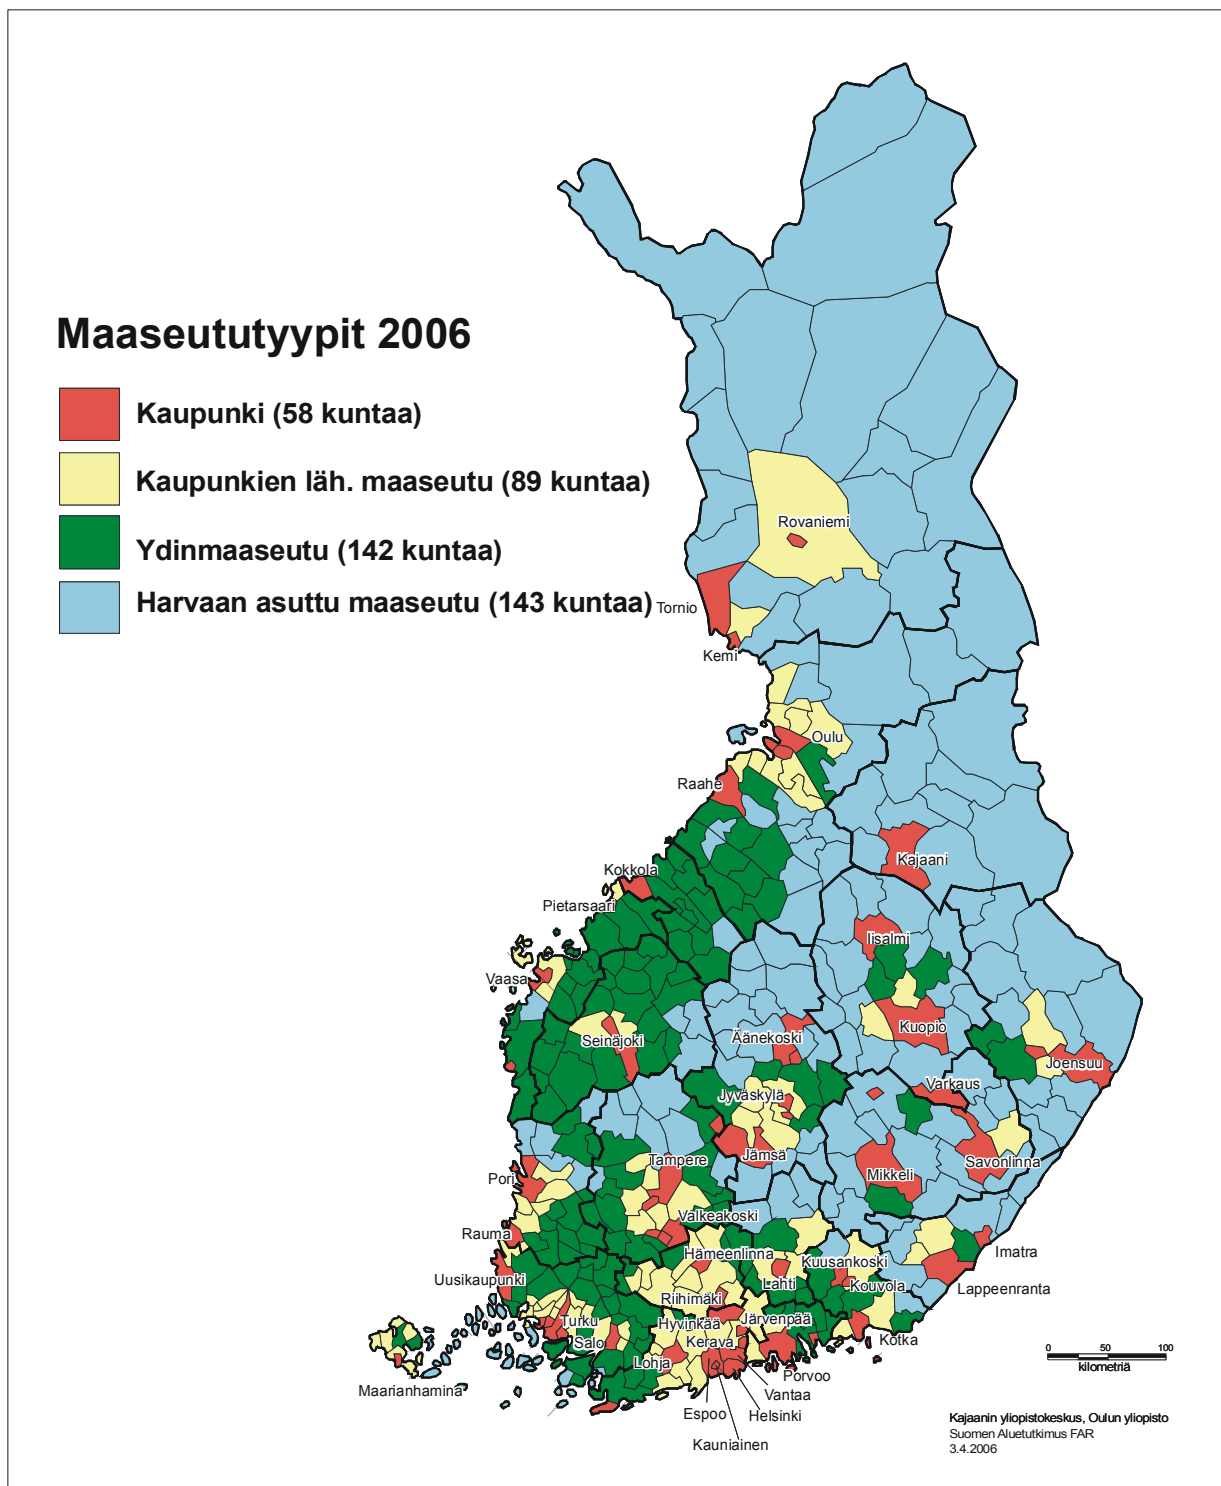 Maaseututyypit 2006
Kaupunki (58 kuntaa)
Kaupunkien läh. maaseutu (89 kuntaa)
Ydinmaaseutu (142 kuntaa)
Harvaan asuttu maaseutu (143 kuntaa)
Rovaniemi
Tornio
Kemi
Oulu
Raahe
Kajaani
Kokkola
Pietarsaari
Iisalmi
Vaasa
Kuopio
Seinäjoki
Äänekoski
Joensuu
Varkaus
Jyväskylä
Jämsä
Tampere
Savonlinna
Mikkeli
Pori
Valkeakoski
Rauma
Hämeenlinna
Kuusankoski
Imatra
Uusikaupunki
Lahti
Kouvola
Lappeenranta
Riihimäki
Turku
Hyvinkää
Järvenpää
Salo
Kerava
Kotka
Lohja
Maarianhamina
Porvoo
Vantaa
Espoo
Helsinki
Kauniainen
0 50 100
kilometriä
Kajaanin yliopistokeskus, Oulun yliopisto
Suomen Aluetutkimus FAR
3.4.2006